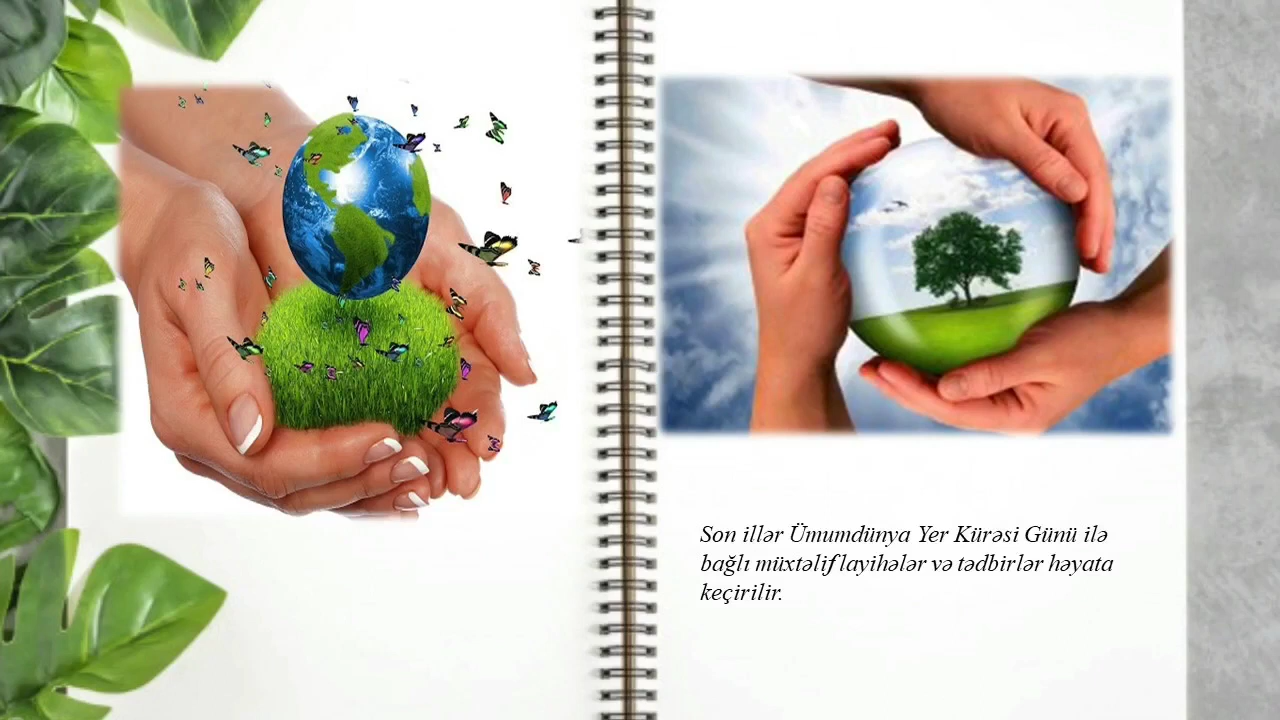 Son illər Ümumdünya Yer Kürəsi Günü ilə
bağlı müxtəlif layihələr və tədbirlər həyata
keçirilir.